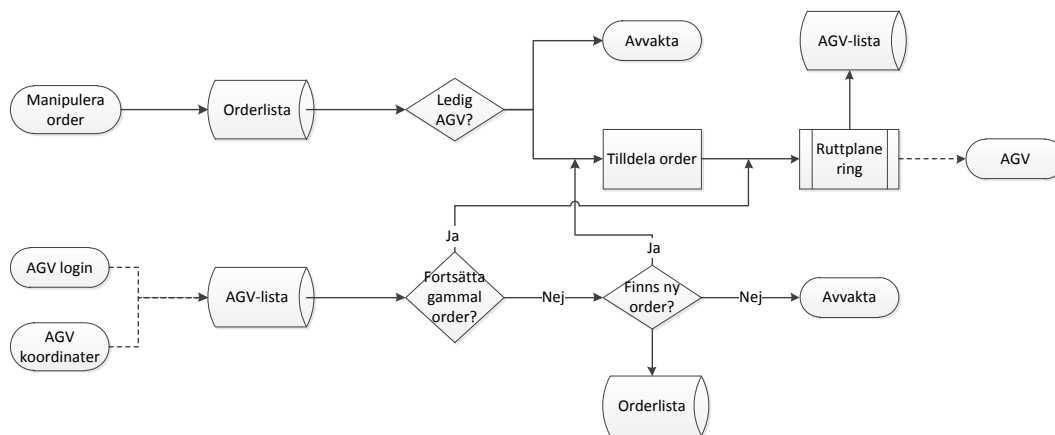 Avvakta
AGV-lista
Manipulera
order
Orderlista
Ledig
AGV?
Tilldela order
Ruttplane
ring
AGV
Ja
Ja
AGV login
AGV-lista
Fortsätta
gammal
order?
Nej
Finns ny
order?
Nej
Avvakta
AGV
koordinater
Orderlista